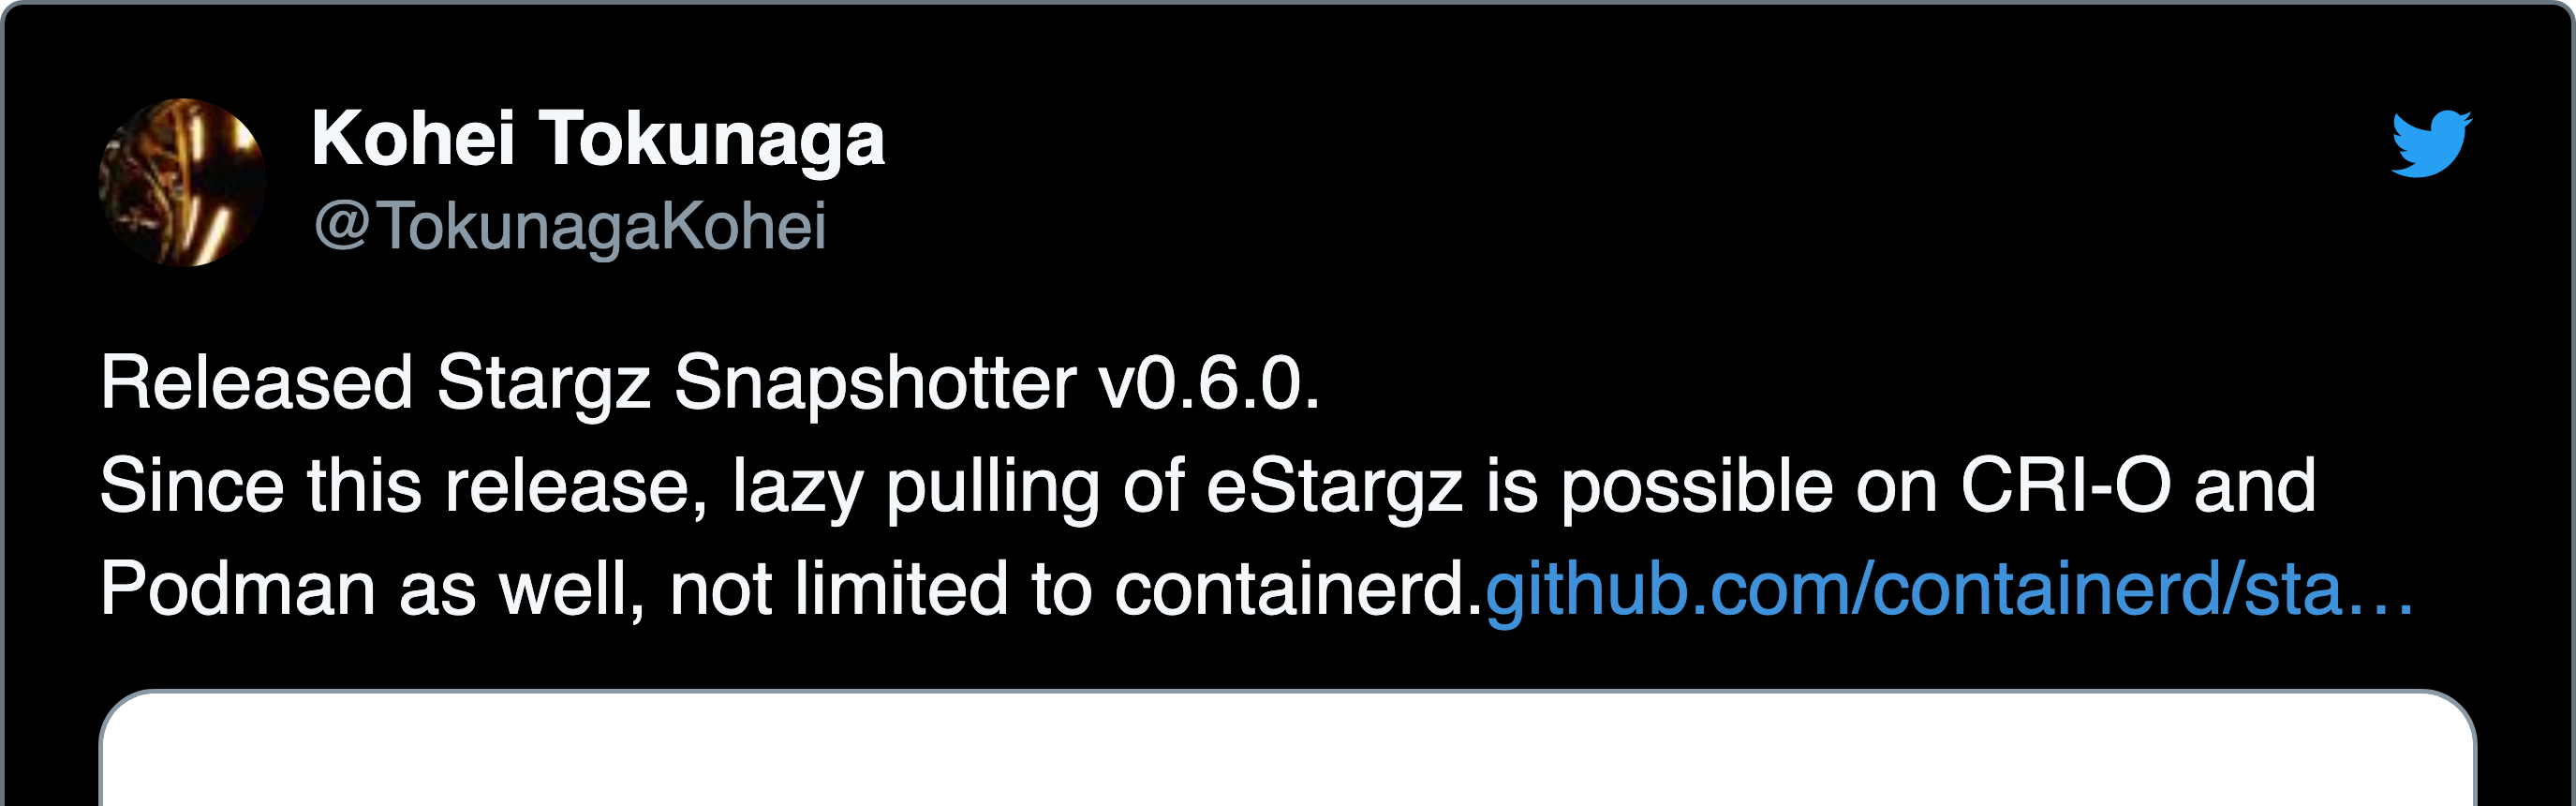 Kohei Tokunaga
@TokunagaKohei
Released Stargz Snapshotter v0.6.0.
Since this release, lazy pulling of eStargz is possible on CRI-O and
Podman as well, not limited to containerd.github.com/containerd/sta…